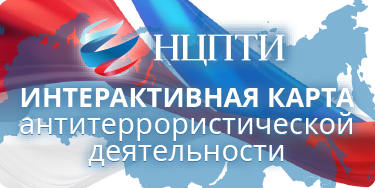 НЦПТИ
ИНТЕРАКТИВНАЯ КАРТА
антитеррористической
деятельности